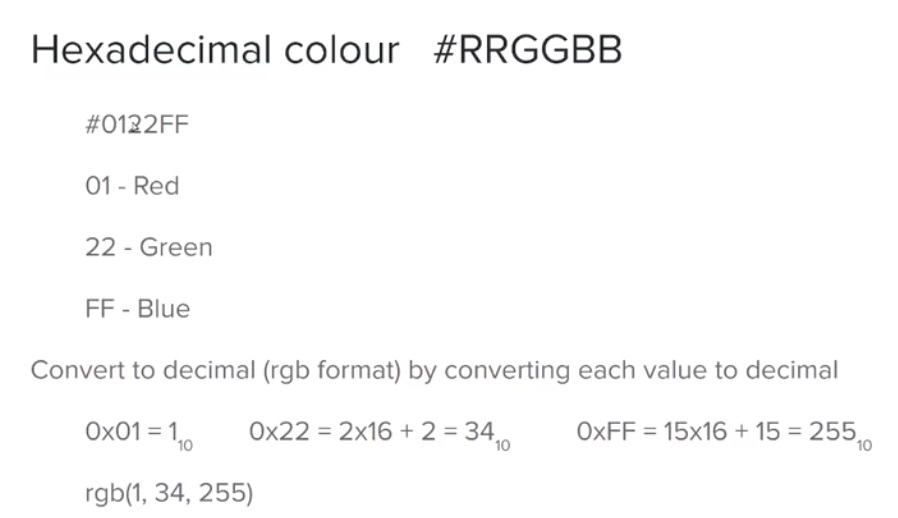 Hexadecimal colour #RRGGBB
#0122FF
01 - Red
22 - Green
FF - Blue
Convert to decimal (rgb format) by converting each value to decimal
0x01 = 1₁₀ 0x22 = 2x16 + 2 = 34₁₀ 0xFF = 15x16 + 15 = 255₁₀
rgb(1, 34, 255)